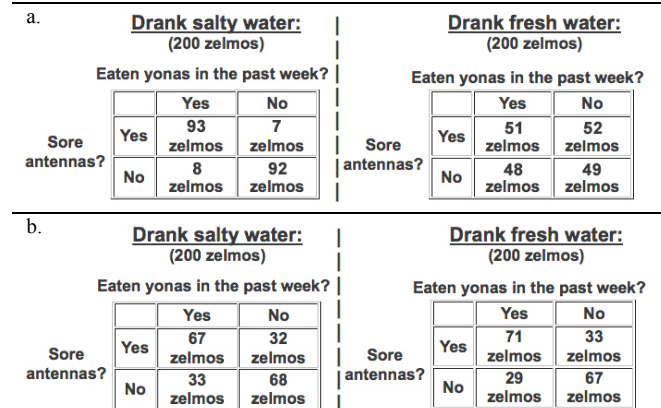 a.
Drank salty water:
(200 zelmos)
Eaten yonas in the past week?
Yes No
Sore antennas?
Yes 93 zelmos 7 zelmos
No 8 zelmos 92 zelmos
Drank fresh water:
(200 zelmos)
Eaten yonas in the past week?
Yes No
Sore antennas?
Yes 51 zelmos 52 zelmos
No 48 zelmos 49 zelmos
b.
Drank salty water:
(200 zelmos)
Eaten yonas in the past week?
Yes No
Sore antennas?
Yes 67 zelmos 32 zelmos
No 33 zelmos 68 zelmos
Drank fresh water:
(200 zelmos)
Eaten yonas in the past week?
Yes No
Sore antennas?
Yes 71 zelmos 33 zelmos
No 29 zelmos 67 zelmos